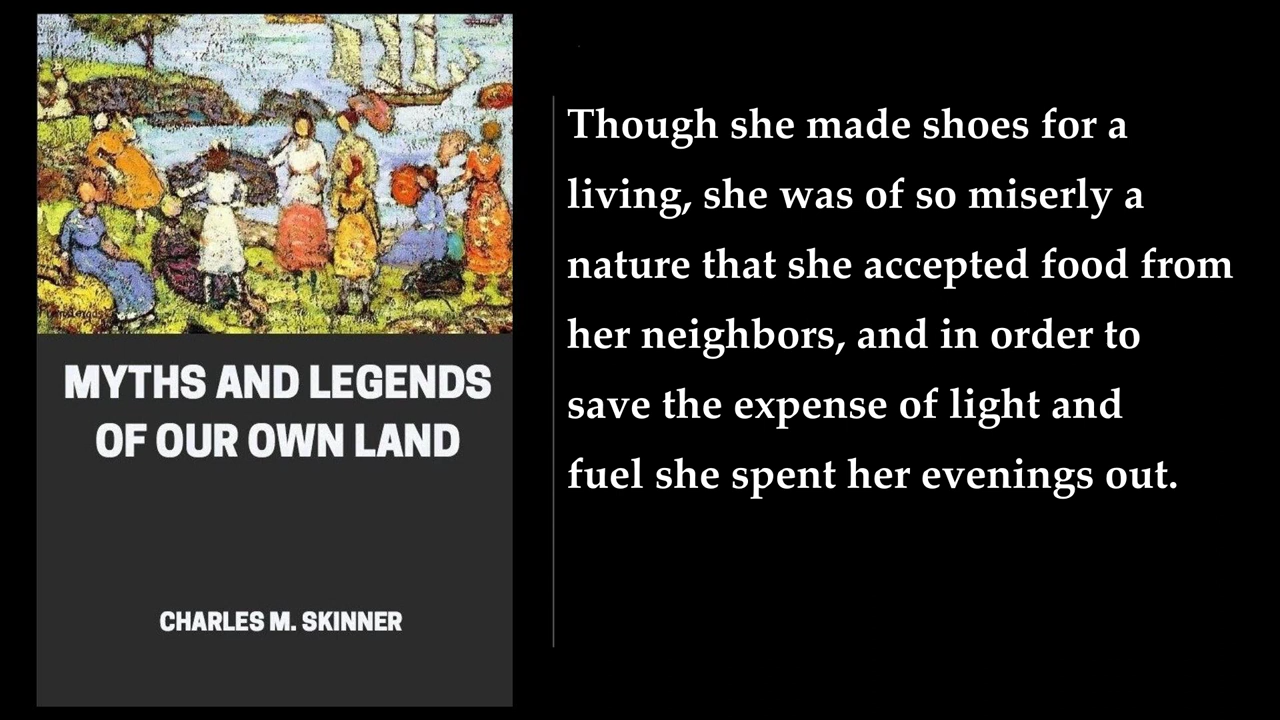 MYTHS AND LEGENDS
OF OUR OWN LAND
CHARLES M. SKINNER
Though she made shoes for a
living, she was of so miserly a
nature that she accepted food from
her neighbors, and in order to
save the expense of light and
fuel she spent her evenings out.